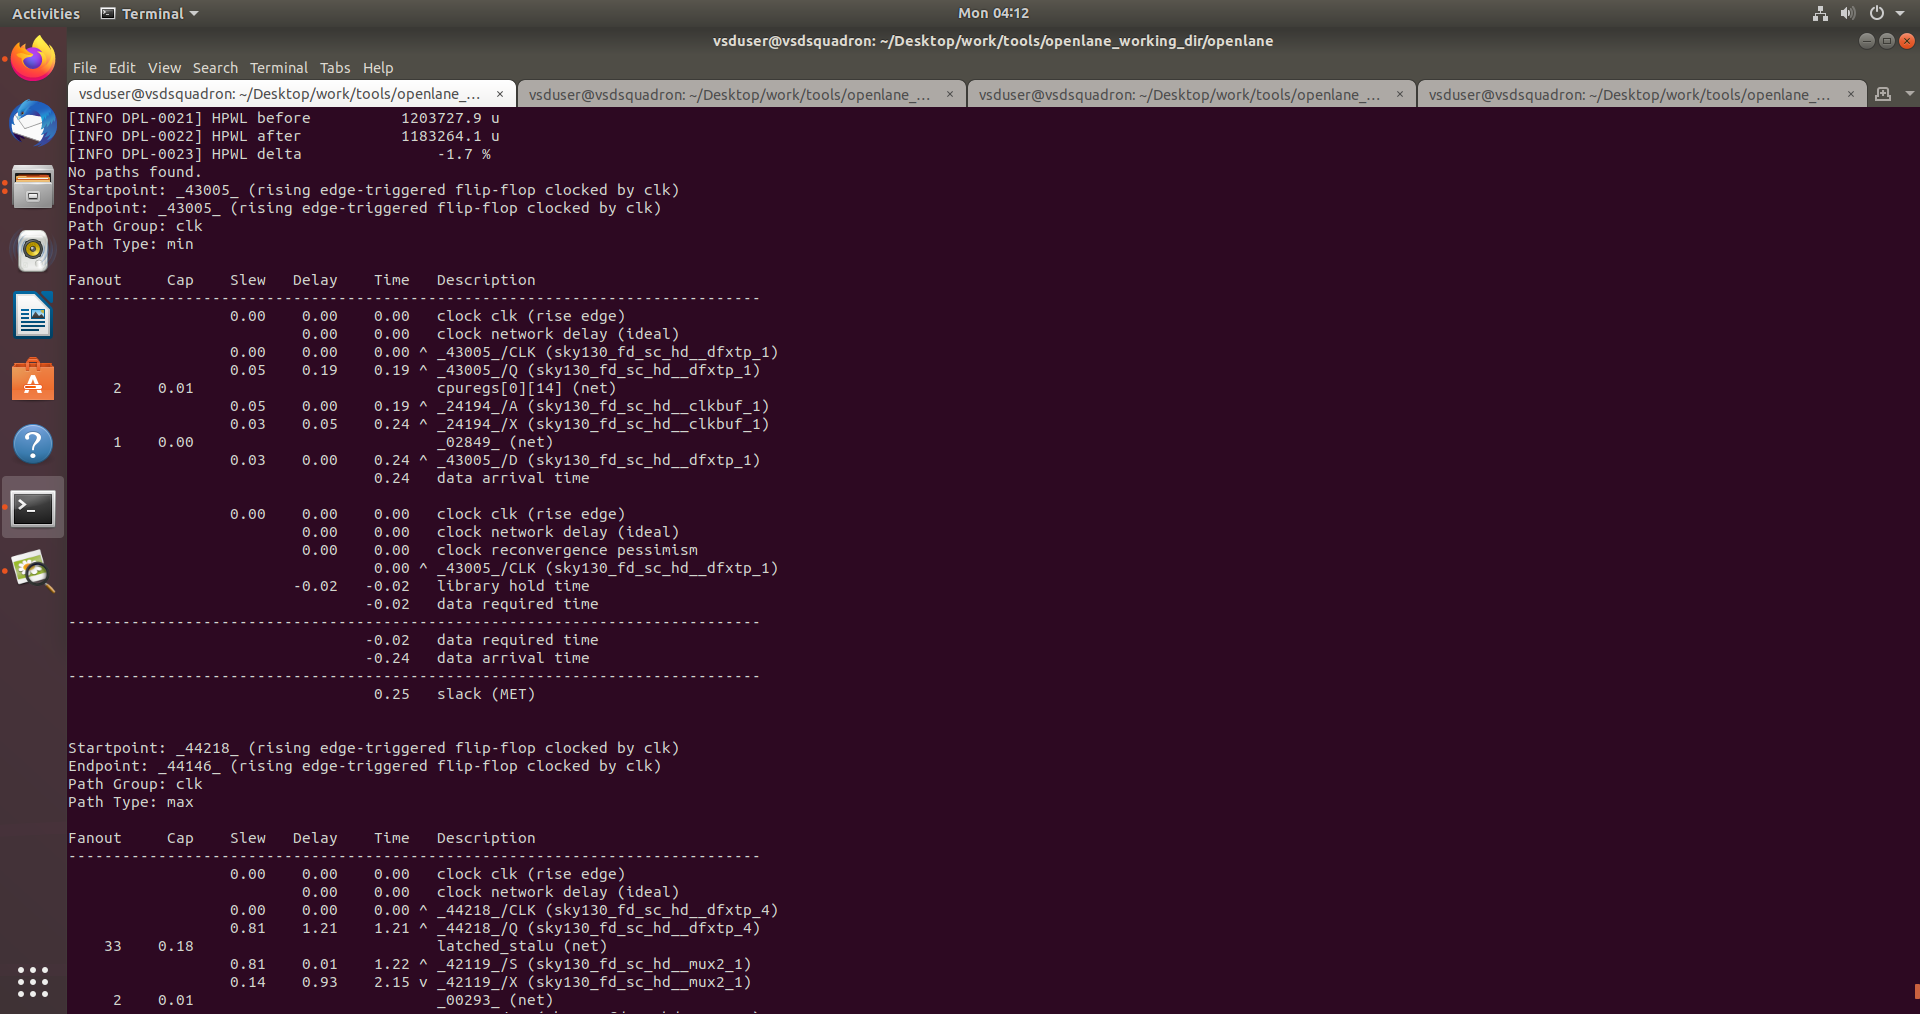 Activities Terminal Mon 04:12
vsduser@vsdsquadron: ~/Desktop/work/tools/openlane_working_dir/openlane
File Edit View Search Terminal Tabs Help
vsduser@vsdsquadron: ~/Desktop/work/tools/openlane_... × vsduser@vsdsquadron: ~/Desktop/work/tools/openlane_... × vsduser@vsdsquadron: ~/Desktop/work/tools/openlane_... × vsduser@vsdsquadron: ~/Desktop/work/tools/openlane_... ×
[INFO DPL-0021] HPWL before          1203727.9 u
[INFO DPL-0022] HPWL after           1183264.1 u
[INFO DPL-0023] HPWL delta               -1.7 %
No paths found.
Startpoint: _43005_ (rising edge-triggered flip-flop clocked by clk)
Endpoint: _43005_ (rising edge-triggered flip-flop clocked by clk)
Path Group: clk
Path Type: min
Fanout     Cap    Slew   Delay    Time   Description
-----------------------------------------------------------------------------
                  0.00    0.00    0.00   clock clk (rise edge)
                          0.00    0.00   clock network delay (ideal)
                  0.00    0.00    0.00 ^ _43005_/CLK (sky130_fd_sc_hd__dfxtp_1)
                  0.05    0.19    0.19 ^ _43005_/Q (sky130_fd_sc_hd__dfxtp_1)
     2    0.01                           cpuregs[0][14] (net)
                  0.05    0.00    0.19 ^ _24194_/A (sky130_fd_sc_hd__clkbuf_1)
                  0.03    0.05    0.24 ^ _24194_/X (sky130_fd_sc_hd__clkbuf_1)
     1    0.00                           _02849_ (net)
                  0.03    0.00    0.24 ^ _43005_/D (sky130_fd_sc_hd__dfxtp_1)
                                  0.24   data arrival time
                  0.00    0.00    0.00   clock clk (rise edge)
                          0.00    0.00   clock network delay (ideal)
                          0.00    0.00   clock reconvergence pessimism
                                  0.00 ^ _43005_/CLK (sky130_fd_sc_hd__dfxtp_1)
                         -0.02   -0.02   library hold time
                                 -0.02   data required time
-----------------------------------------------------------------------------
                                 -0.02   data required time
                                 -0.24   data arrival time
-----------------------------------------------------------------------------
                                  0.25   slack (MET)
Startpoint: _44218_ (rising edge-triggered flip-flop clocked by clk)
Endpoint: _44146_ (rising edge-triggered flip-flop clocked by clk)
Path Group: clk
Path Type: max
Fanout     Cap    Slew   Delay    Time   Description
-----------------------------------------------------------------------------
                  0.00    0.00    0.00   clock clk (rise edge)
                          0.00    0.00   clock network delay (ideal)
                  0.00    0.00    0.00 ^ _44218_/CLK (sky130_fd_sc_hd__dfxtp_4)
                  0.81    1.21    1.21 ^ _44218_/Q (sky130_fd_sc_hd__dfxtp_4)
    33    0.18                           latched_stalu (net)
                  0.81    0.01    1.22 ^ _42119_/S (sky130_fd_sc_hd__mux2_1)
                  0.14    0.93    2.15 v _42119_/X (sky130_fd_sc_hd__mux2_1)
     2    0.01                           _00293_ (net)